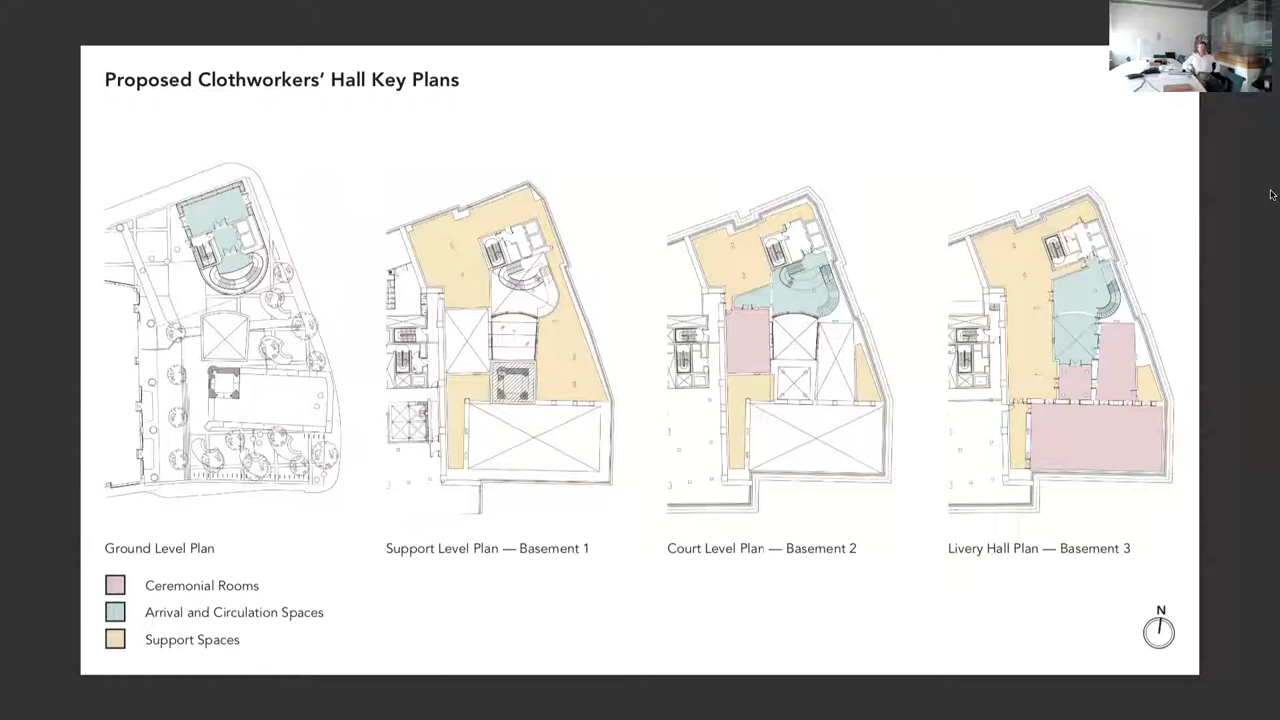 Proposed Clothworkers' Hall Key Plans
Ground Level Plan
Support Level Plan — Basement 1
Court Level Plan — Basement 2
Livery Hall Plan — Basement 3
Ceremonial Rooms
Arrival and Circulation Spaces
Support Spaces
N